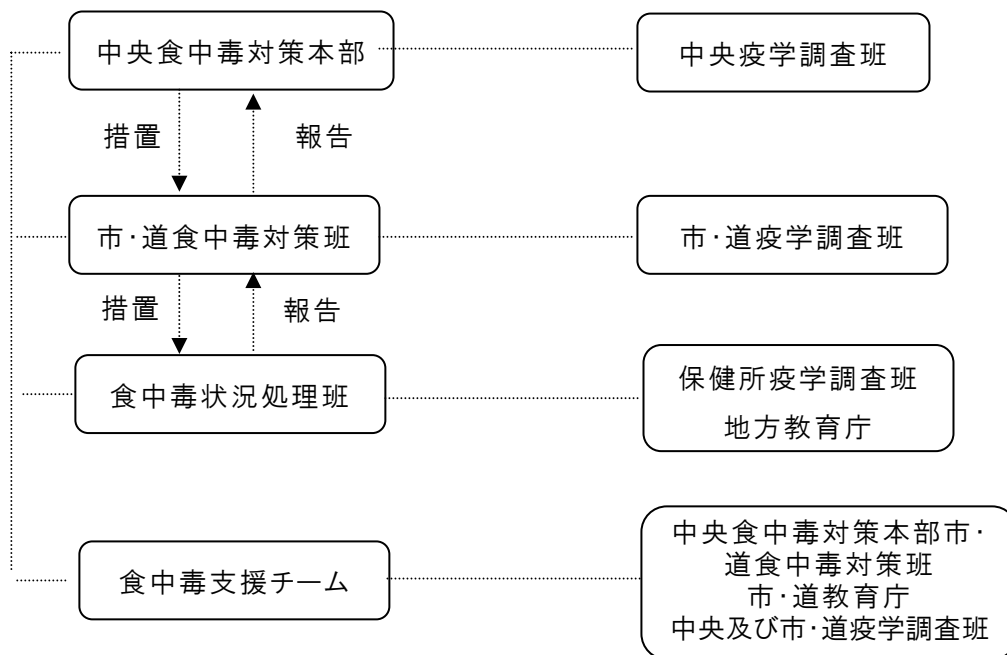 中央食中毒対策本部
中央疫学調査班
措置
報告
市･道食中毒対策班
市･道疫学調査班
措置
報告
食中毒状況処理班
保健所疫学調査班
地方教育庁
食中毒支援チーム
中央食中毒対策本部市･
道食中毒対策班
市･道教育庁
中央及び市･道疫学調査班